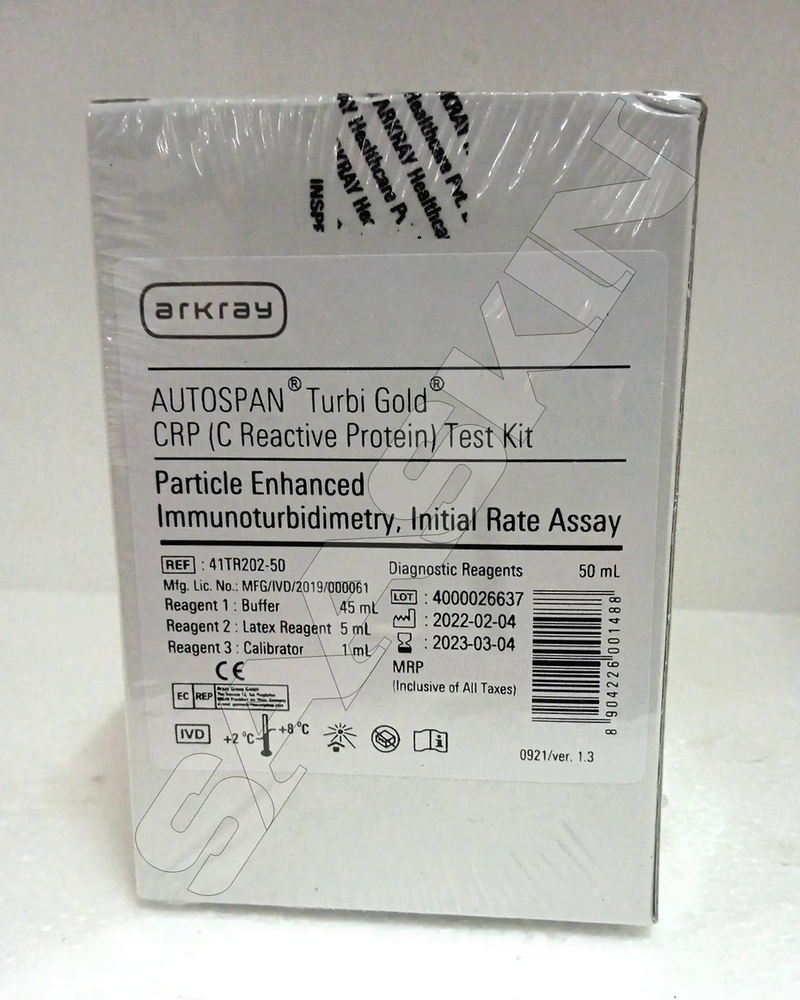 ARKRAY Healthcare Pvt.
INSP
arkray
AUTOSPAN® Turbi Gold®
CRP (C Reactive Protein) Test Kit
Particle Enhanced
Immunoturbidimetry, Initial Rate Assay
REF : 41TR202-50
Mfg. Lic. No.: MFG/IVD/2019/000061
Reagent 1 : Buffer 45 mL
Reagent 2 : Latex Reagent 5 mL
Reagent 3 : Calibrator 1 mL
CE
EC REP
IVD
+2 °C
+8 °C
Diagnostic Reagents 50 mL
LOT : 4000026637
: 2022-02-04
: 2023-03-04
MRP
(Inclusive of All Taxes)
8904226001488
0921/ver. 1.3